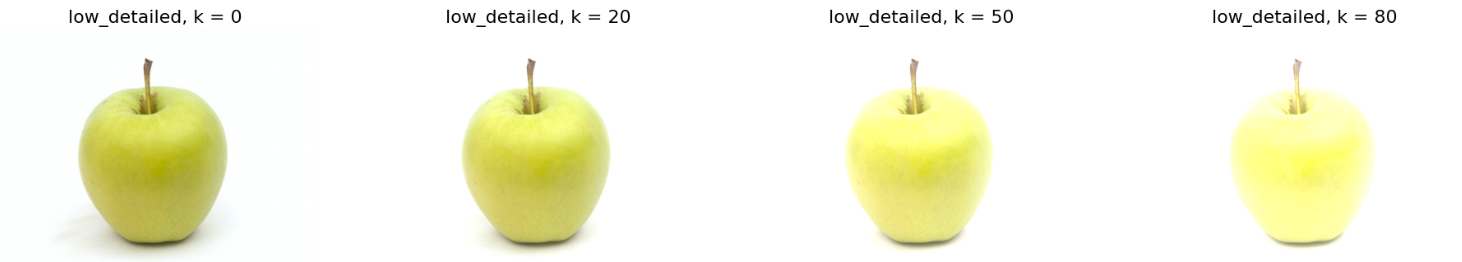 low_detailed, k = 0
low_detailed, k = 20
low_detailed, k = 50
low_detailed, k = 80